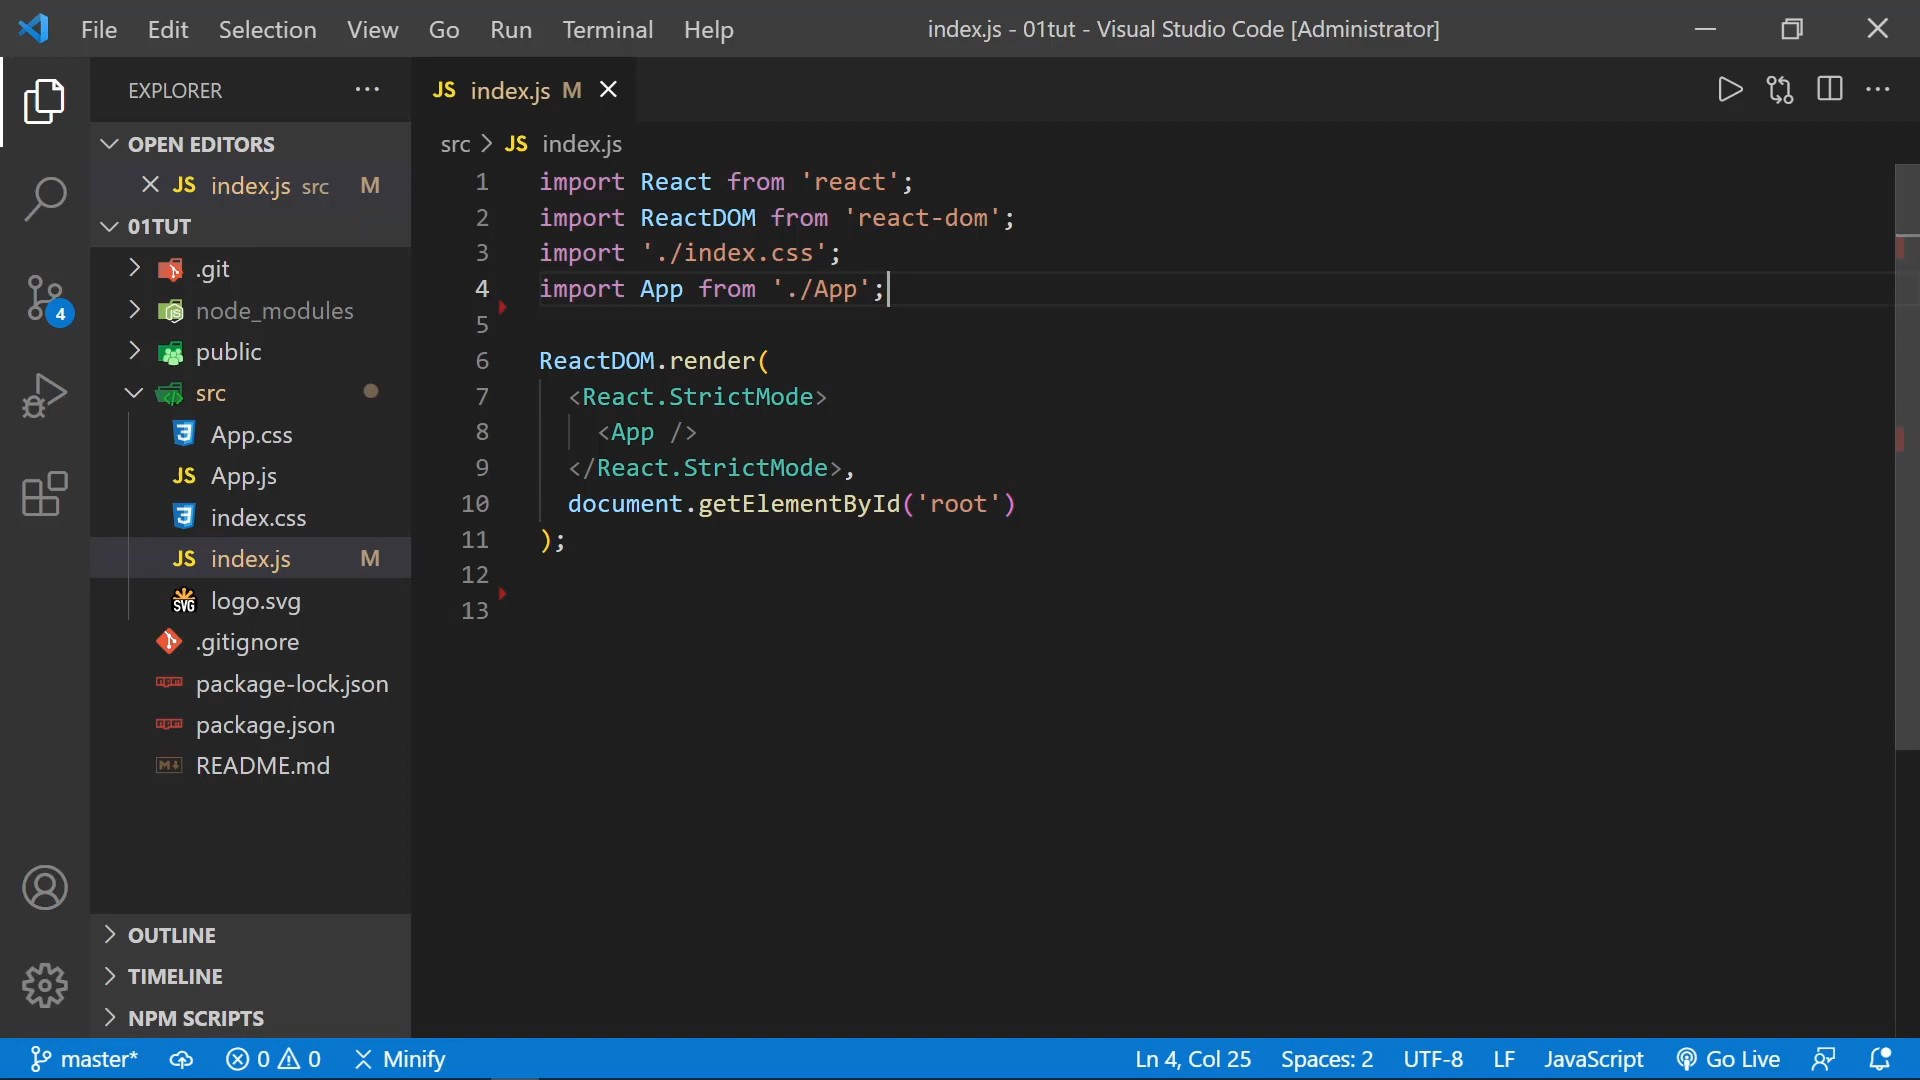 File Edit Selection View Go Run Terminal Help
index.js - 01tut - Visual Studio Code [Administrator]
EXPLORER
JS index.js M
OPEN EDITORS
JS index.js src M
01TUT
.git
node_modules
public
src
App.css
JS App.js
index.css
JS index.js M
SVG logo.svg
.gitignore
package-lock.json
package.json
README.md
OUTLINE
TIMELINE
NPM SCRIPTS
4
src > JS index.js
1 import React from 'react';
2 import ReactDOM from 'react-dom';
3 import './index.css';
4 import App from './App';
5
6 ReactDOM.render(
7 <React.StrictMode>
8 <App />
9 </React.StrictMode>,
10 document.getElementById('root')
11 );
12
13
master* 0 0 Minify
Ln 4, Col 25 Spaces: 2 UTF-8 LF JavaScript Go Live